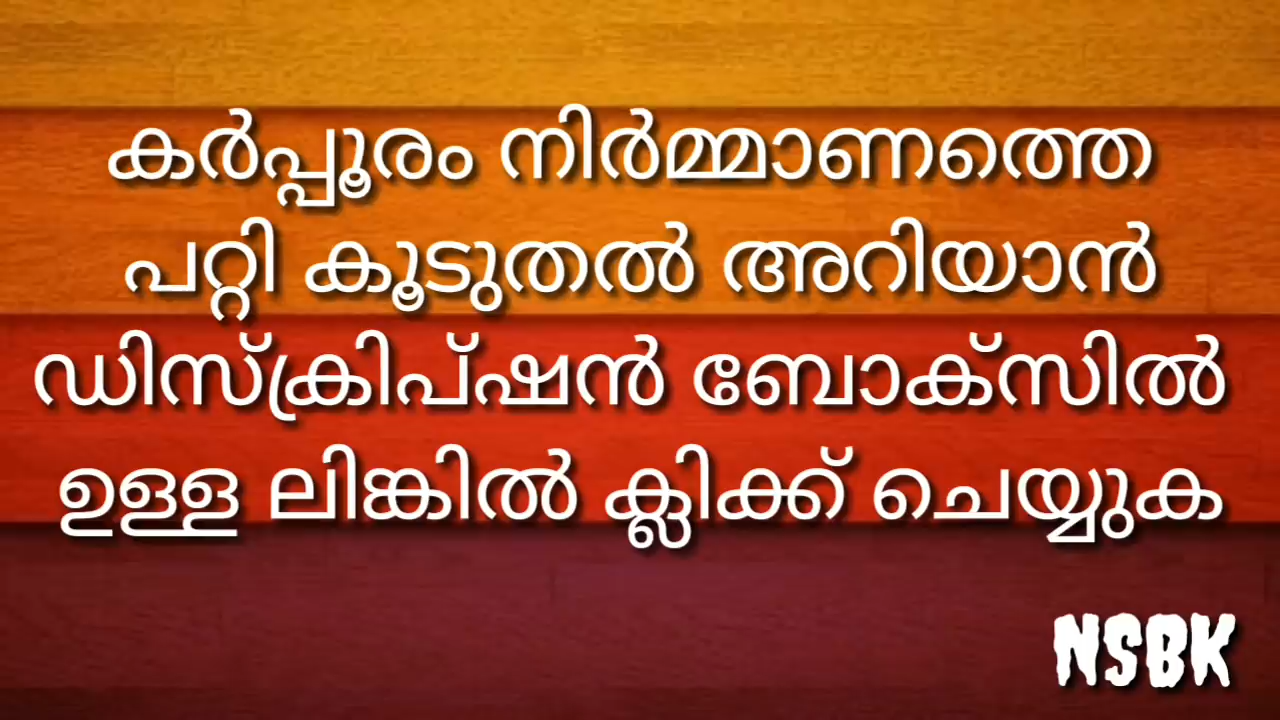 കർപ്പൂരം നിർമ്മാണത്തെ
പറ്റി കൂടുതൽ അറിയാൻ
ഡിസ്ക്രിപ്ഷൻ ബോക്സിൽ
ഉള്ള ലിങ്കിൽ ക്ലിക്ക് ചെയ്യുക
NSBK